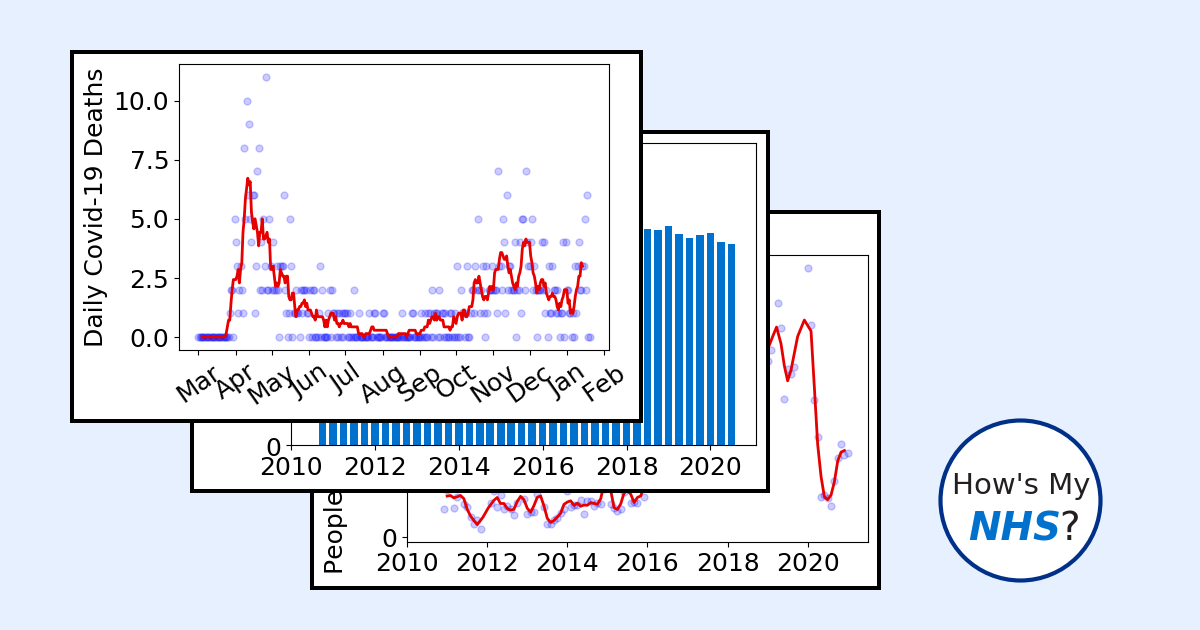 Daily Covid-19 Deaths
10.0
7.5
5.0
2.5
0.0
Mar Apr May Jun Jul Aug Sep Oct Nov Dec Jan Feb
0
2010 2012 2014 2016 2018 2020
People
0
2010 2012 2014 2016 2018 2020
How's My
NHS?